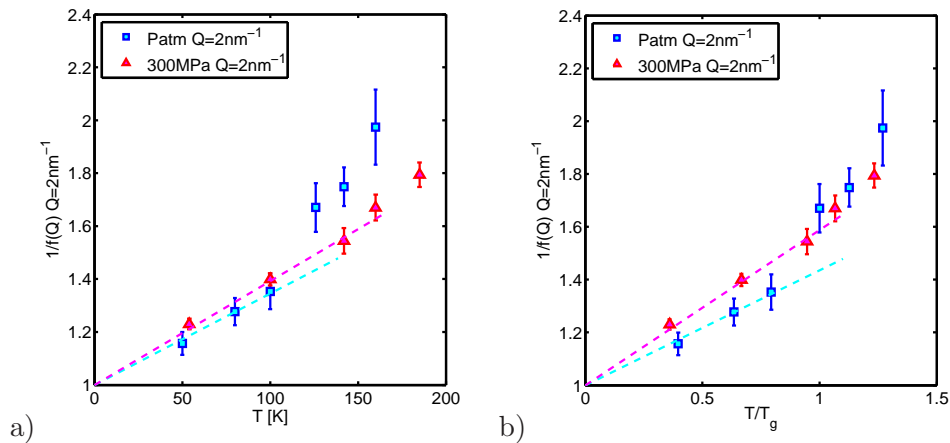 a)
2.4
2.2
2
1.8
1.6
1.4
1.2
1
0
50
100
150
200
T [K]
1/f(Q) Q=2nm⁻¹
Patm Q=2nm⁻¹
300MPa Q=2nm⁻¹
b)
2.4
2.2
2
1.8
1.6
1.4
1.2
1
0
0.5
1
1.5
T/T_g
1/f(Q) Q=2nm⁻¹
Patm Q=2nm⁻¹
300MPa Q=2nm⁻¹